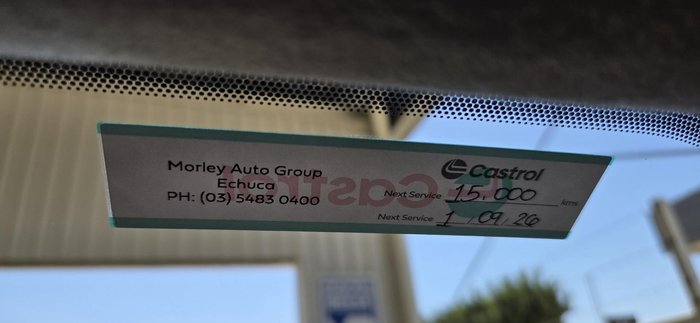 Morley Auto Group
Echuca
PH: (03) 5483 0400
Castrol
Next Service 15,000 kms
Next Service 1 / 09 / 26